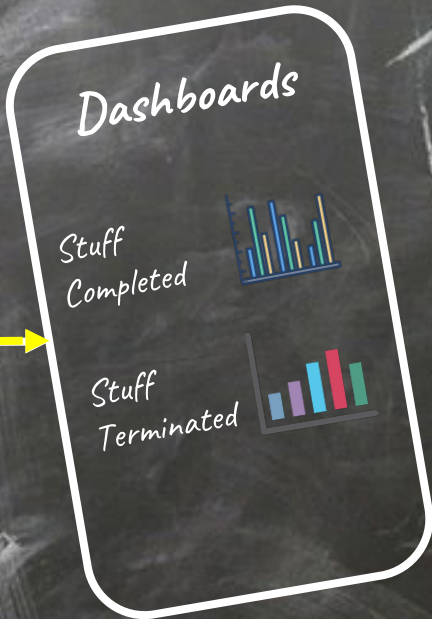 Dashboards
Stuff
Completed
Stuff
Terminated